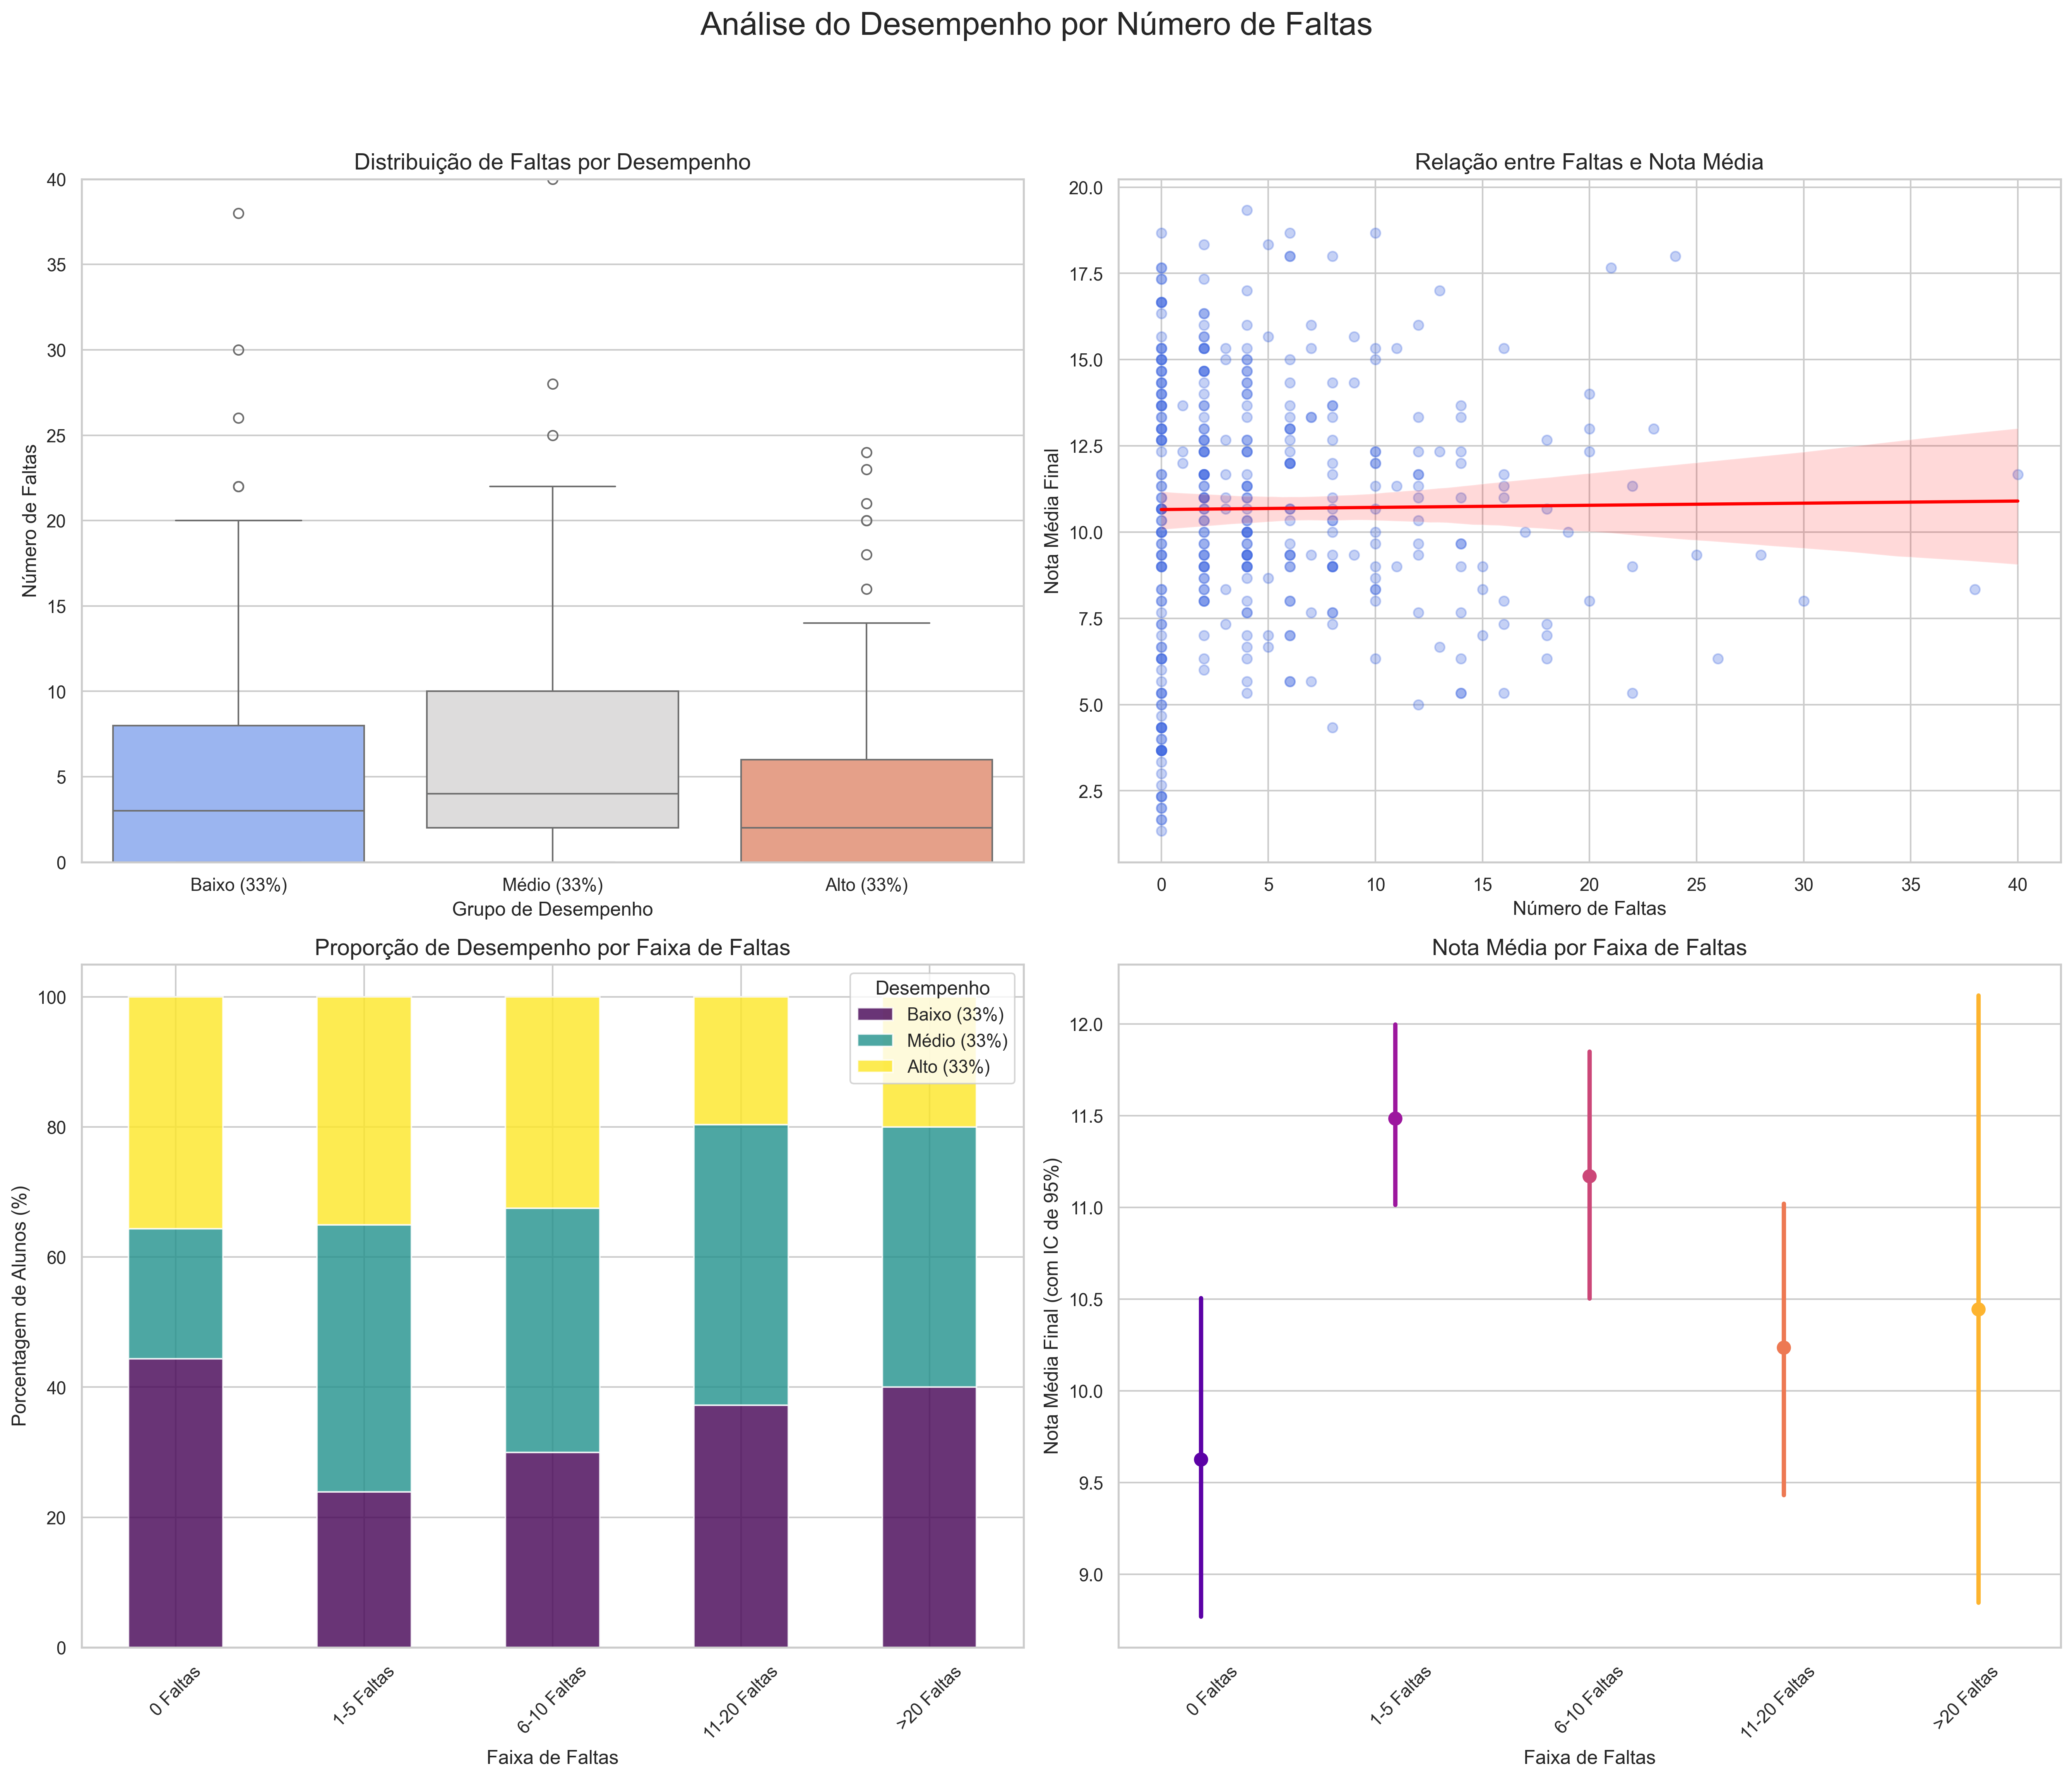 Análise do Desempenho por Número de Faltas
Distribuição de Faltas por Desempenho
Número de Faltas
40
35
30
25
20
15
10
5
0
Baixo (33%) Médio (33%) Alto (33%)
Grupo de Desempenho
Relação entre Faltas e Nota Média
Nota Média Final
20.0
17.5
15.0
12.5
10.0
7.5
5.0
2.5
0 5 10 15 20 25 30 35 40
Número de Faltas
Proporção de Desempenho por Faixa de Faltas
Porcentagem de Alunos (%)
100
80
60
40
20
0
Desempenho
Baixo (33%)
Médio (33%)
Alto (33%)
0 Faltas 1-5 Faltas 6-10 Faltas 11-20 Faltas >20 Faltas
Faixa de Faltas
Nota Média por Faixa de Faltas
Nota Média Final (com IC de 95%)
12.0
11.5
11.0
10.5
10.0
9.5
9.0
0 Faltas 1-5 Faltas 6-10 Faltas 11-20 Faltas >20 Faltas
Faixa de Faltas